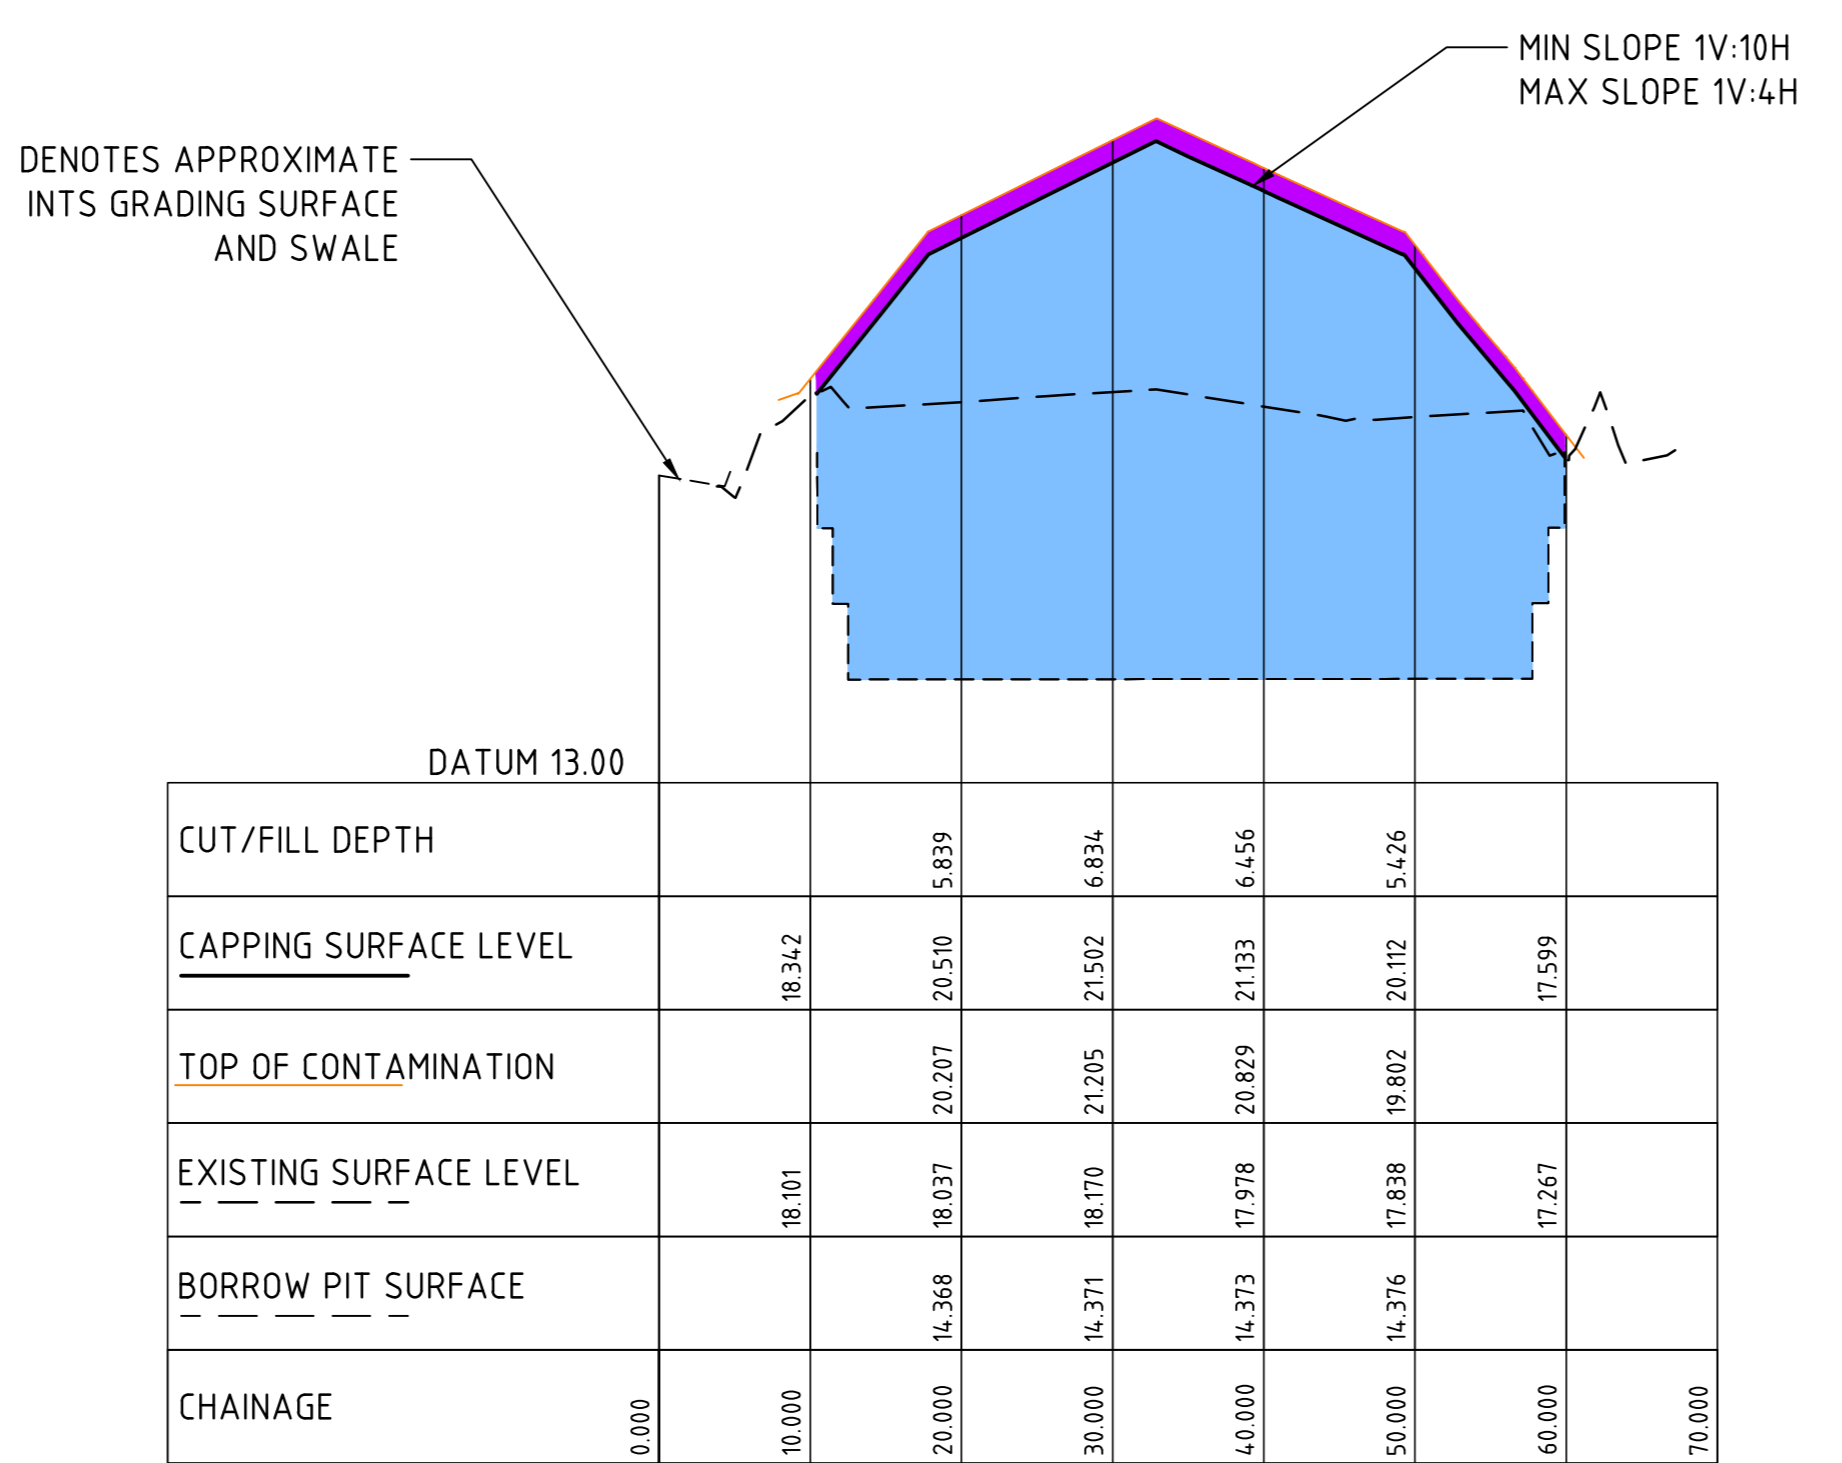 MIN SLOPE 1V:10H
MAX SLOPE 1V:4H
DENOTES APPROXIMATE
INTS GRADING SURFACE
AND SWALE
DATUM 13.00
CUT/FILL DEPTH 5.839 6.834 6.456 5.426
CAPPING SURFACE LEVEL 18.342 20.510 21.502 21.133 20.112 17.599
TOP OF CONTAMINATION 20.207 21.205 20.829 19.802
EXISTING SURFACE LEVEL 18.101 18.037 18.170 17.978 17.838 17.267
BORROW PIT SURFACE 14.368 14.371 14.373 14.376
CHAINAGE 0.000 10.000 20.000 30.000 40.000 50.000 60.000 70.000